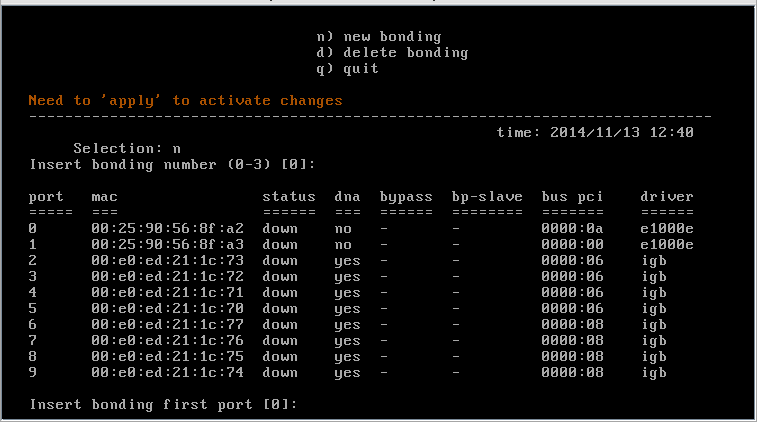 n) new bonding
d) delete bonding
q) quit
Need to 'apply' to activate changes
--------------------------------------------------------------------------------
time: 2014/11/13 12:40
Selection: n
Insert bonding number (0-3) [0]:
port mac status dna bypass bp-slave bus pci driver
===== === ====== === ====== ======== ======= ======
0 00:25:90:56:8f:a2 down no - - 0000:0a e1000e
1 00:25:90:56:8f:a3 down no - - 0000:00 e1000e
2 00:e0:ed:21:1c:73 down yes - - 0000:06 igb
3 00:e0:ed:21:1c:72 down yes - - 0000:06 igb
4 00:e0:ed:21:1c:71 down yes - - 0000:06 igb
5 00:e0:ed:21:1c:70 down yes - - 0000:06 igb
6 00:e0:ed:21:1c:77 down yes - - 0000:08 igb
7 00:e0:ed:21:1c:76 down yes - - 0000:08 igb
8 00:e0:ed:21:1c:75 down yes - - 0000:08 igb
9 00:e0:ed:21:1c:74 down yes - - 0000:08 igb
Insert bonding first port [0]: